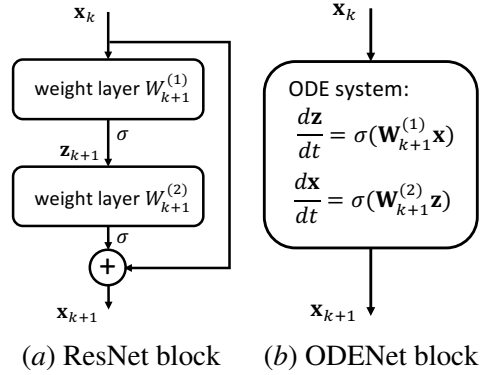 x_k
weight layer W_{k+1}^{(1)}
σ
z_{k+1}
weight layer W_{k+1}^{(2)}
σ
+
x_{k+1}
(a) ResNet block
x_k
ODE system:
dz/dt = σ(W_{k+1}^{(1)} x)
dx/dt = σ(W_{k+1}^{(2)} z)
x_{k+1}
(b) ODENet block